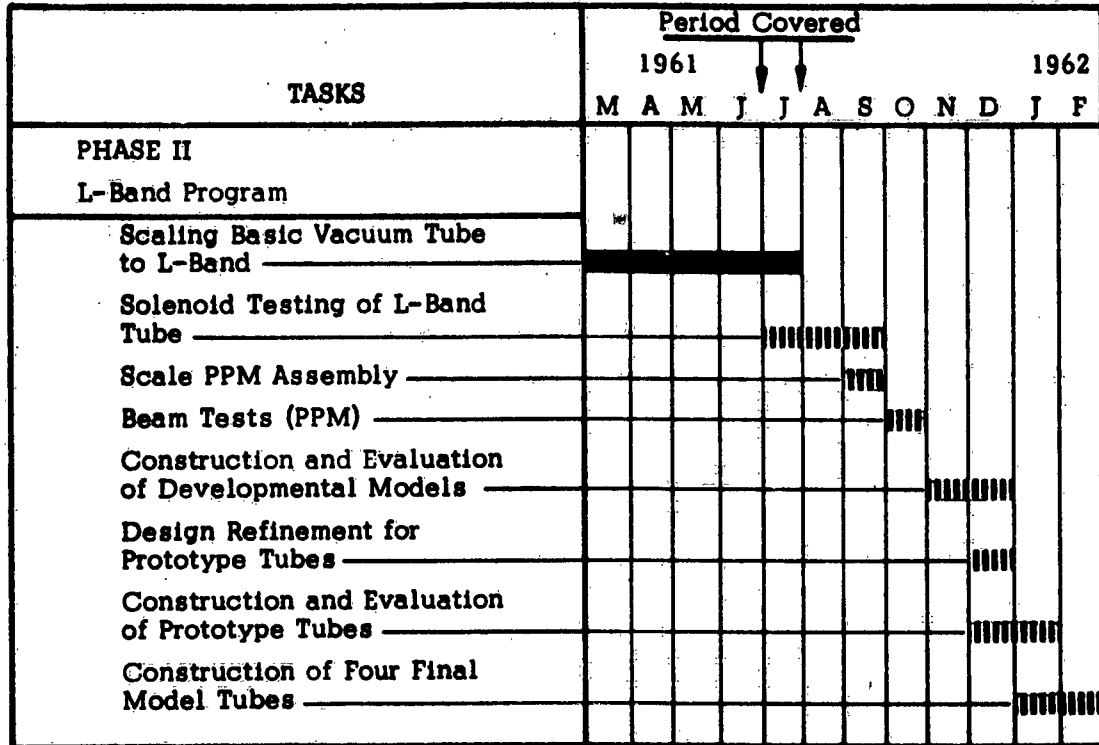 Period Covered
1961 1962
TASKS
M A M J J A S O N D J F
PHASE II
L-Band Program
Scaling Basic Vacuum Tube
to L-Band
Solenoid Testing of L-Band
Tube
Scale PPM Assembly
Beam Tests (PPM)
Construction and Evaluation
of Developmental Models
Design Refinement for
Prototype Tubes
Construction and Evaluation
of Prototype Tubes
Construction of Four Final
Model Tubes